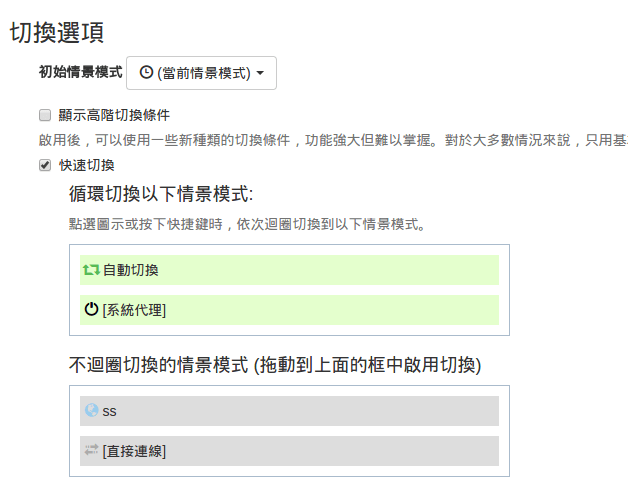 切換選項
初始情景模式 (當前情景模式)
顯示高階切換條件
啟用後，可以使用一些新種類的切換條件，功能強大但難以掌握。對於大多數情況來說，只用基
快速切換
循環切換以下情景模式:
點選圖示或按下快捷鍵時，依次迴圈切換到以下情景模式。
自動切換
[系統代理]
不迴圈切換的情景模式 (拖動到上面的框中啟用切換)
ss
[直接連線]